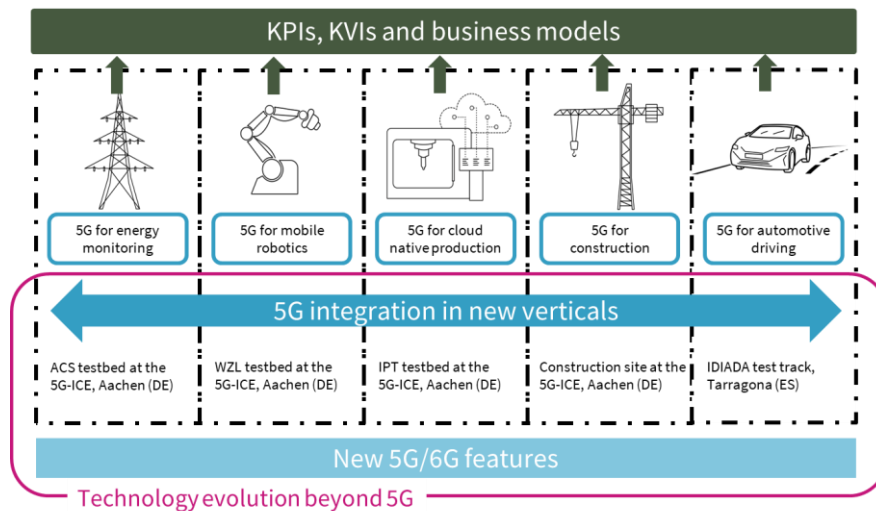 KPIs, KVIs and business models
5G for energy
monitoring
5G for mobile
robotics
5G for cloud
native production
5G for
construction
5G for automotive
driving
5G integration in new verticals
ACS testbed at the
5G-ICE, Aachen (DE)
WZL testbed at the
5G-ICE, Aachen (DE)
IPT testbed at the
5G-ICE, Aachen (DE)
Construction site at the
5G-ICE, Aachen (DE)
IDIADA test track,
Tarragona (ES)
New 5G/6G features
Technology evolution beyond 5G